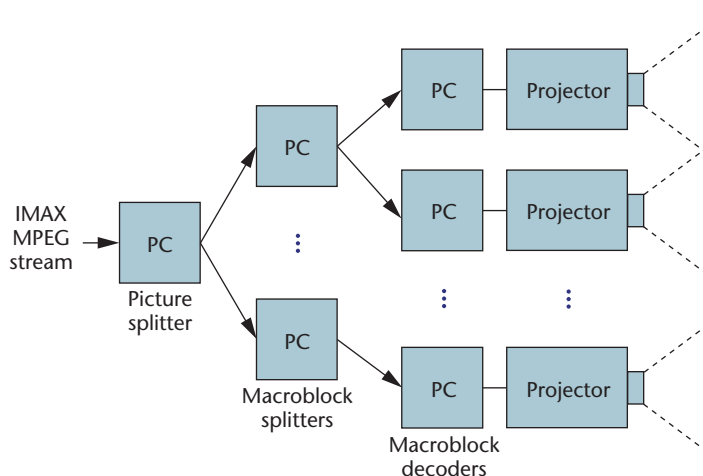 PC
Projector
PC
PC
Projector
IMAX
MPEG
stream
PC
Picture
splitter
PC
Macroblock
splitters
PC
Projector
Macroblock
decoders